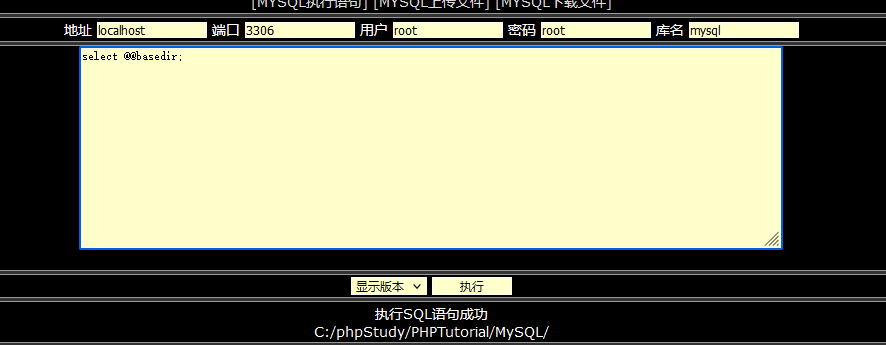 [MYSQL执行语句] [MYSQL上传文件] [MYSQL下载文件]
地址 localhost 端口 3306 用户 root 密码 root 库名 mysql
select @@basedir;
显示版本 执行
执行SQL语句成功
C:/phpStudy/PHPTutorial/MySQL/